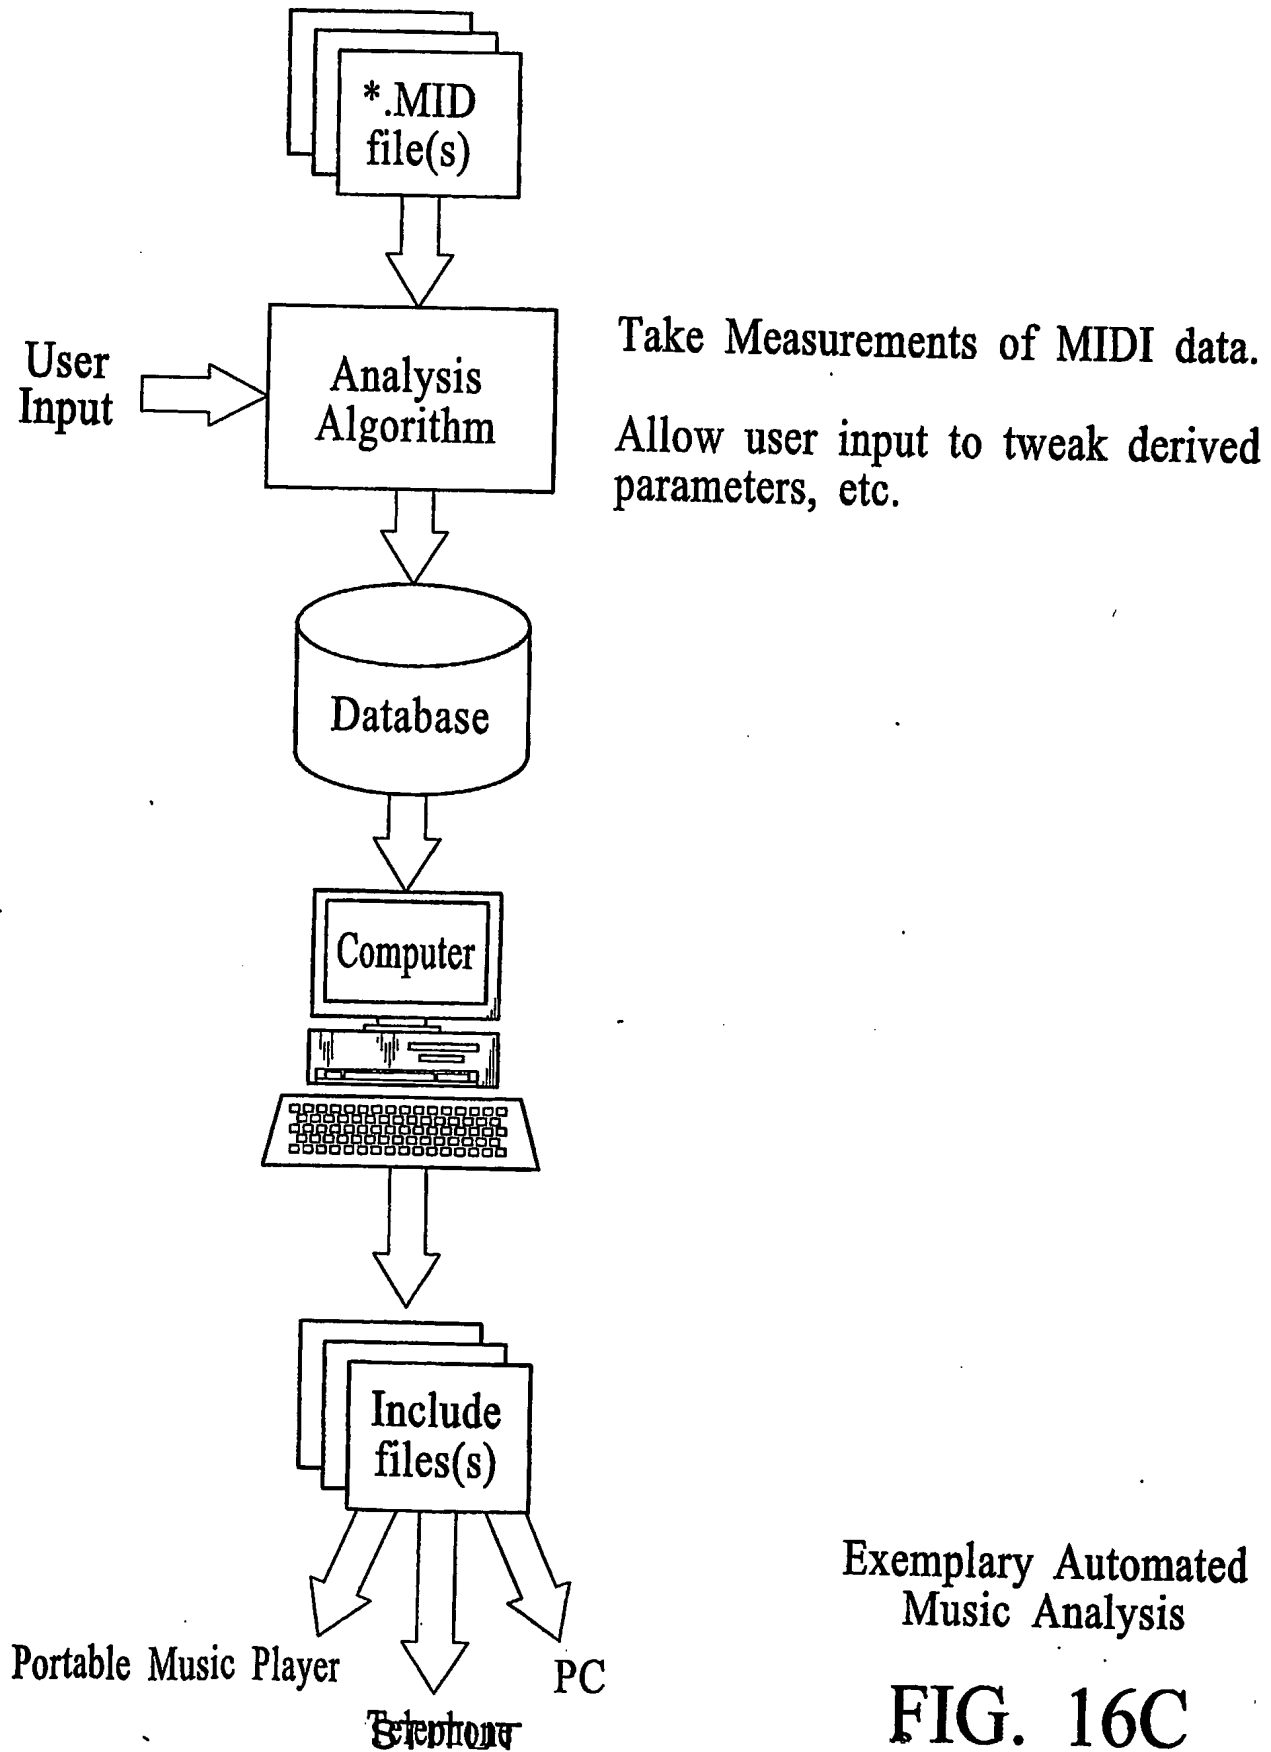 *.MID
file(s)
User
Input
Analysis
Algorithm
Take Measurements of MIDI data.
Allow user input to tweak derived
parameters, etc.
Database
Computer
Include
files(s)
Portable Music Player
Telephone
PC
Exemplary Automated
Music Analysis
FIG. 16C